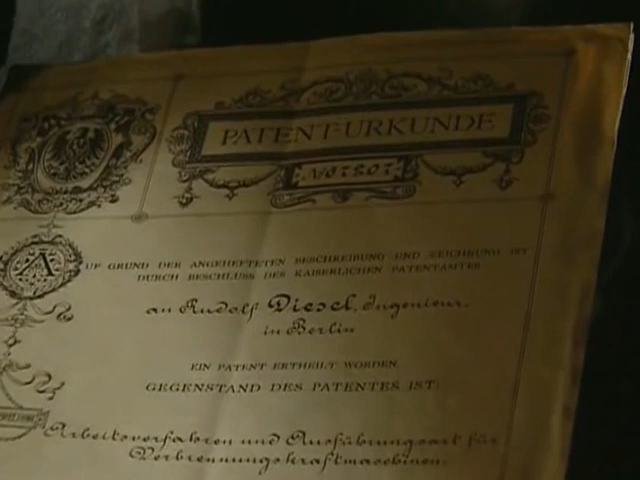 PATENT-URKUNDE
№ 67207
AUF GRUND DER ANGEHEFTETEN BESCHREIBUNG UND ZEICHNUNG IST
DURCH BESCHLUSS DES KAISERLICHEN PATENTAMTES
an Rudolf Diesel, Ingenieur,
in Berlin
EIN PATENT ERTHEILT WORDEN.
GEGENSTAND DES PATENTES IST:
Arbeitsverfahren und Ausführungsart für
Verbrennungskraftmaschinen.